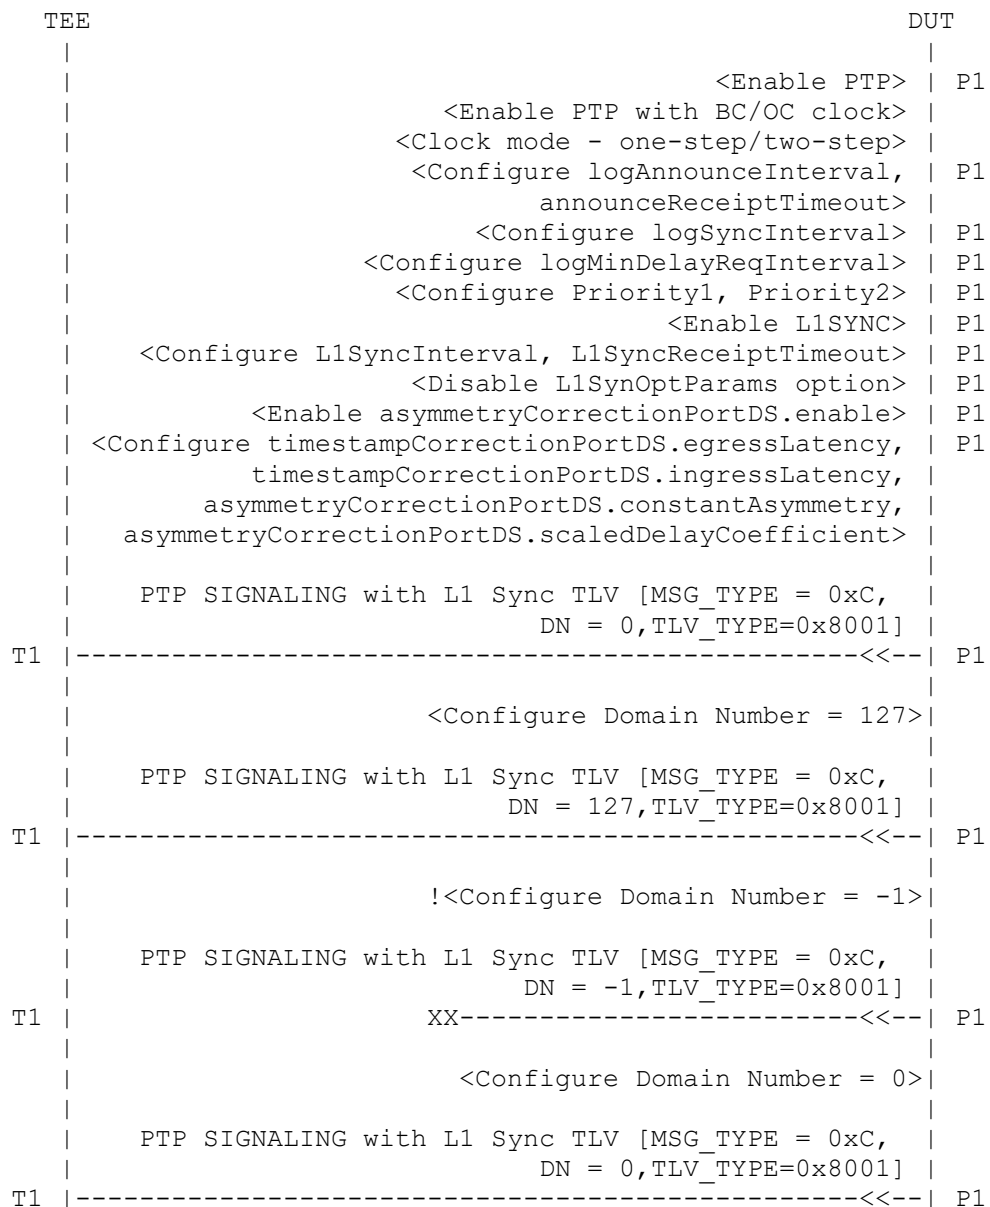 TEE                                                    DUT
|                                                      |
|                                        <Enable PTP> | P1
|                       <Enable PTP with BC/OC clock> |
|                    <Clock mode - one-step/two-step> |
|                     <Configure logAnnounceInterval, | P1
|                             announceReceiptTimeout> |
|                         <Configure logSyncInterval> | P1
|                  <Configure logMinDelayReqInterval> | P1
|                    <Configure Priority1, Priority2> | P1
|                                     <Enable L1SYNC> | P1
|    <Configure L1SyncInterval, L1SyncReceiptTimeout> | P1
|                     <Disable L1SynOptParams option> | P1
|           <Enable asymmetryCorrectionPortDS.enable> | P1
| <Configure timestampCorrectionPortDS.egressLatency, | P1
|           timestampCorrectionPortDS.ingressLatency, |
|        asymmetryCorrectionPortDS.constantAsymmetry, |
|   asymmetryCorrectionPortDS.scaledDelayCoefficient> |
|                                                      |
|    PTP SIGNALING with L1 Sync TLV [MSG_TYPE = 0xC,  |
|                             DN = 0,TLV_TYPE=0x8001] |
T1 |-------------------------------------------------<<--| P1
|                                                      |
|                      <Configure Domain Number = 127>|
|                                                      |
|    PTP SIGNALING with L1 Sync TLV [MSG_TYPE = 0xC,  |
|                           DN = 127,TLV_TYPE=0x8001] |
T1 |-------------------------------------------------<<--| P1
|                                                      |
|                      !<Configure Domain Number = -1>|
|                                                      |
|    PTP SIGNALING with L1 Sync TLV [MSG_TYPE = 0xC,  |
|                            DN = -1,TLV_TYPE=0x8001] |
T1 |                      XX-------------------------<<--| P1
|                                                      |
|                        <Configure Domain Number = 0>|
|                                                      |
|    PTP SIGNALING with L1 Sync TLV [MSG_TYPE = 0xC,  |
|                             DN = 0,TLV_TYPE=0x8001] |
T1 |-------------------------------------------------<<--| P1